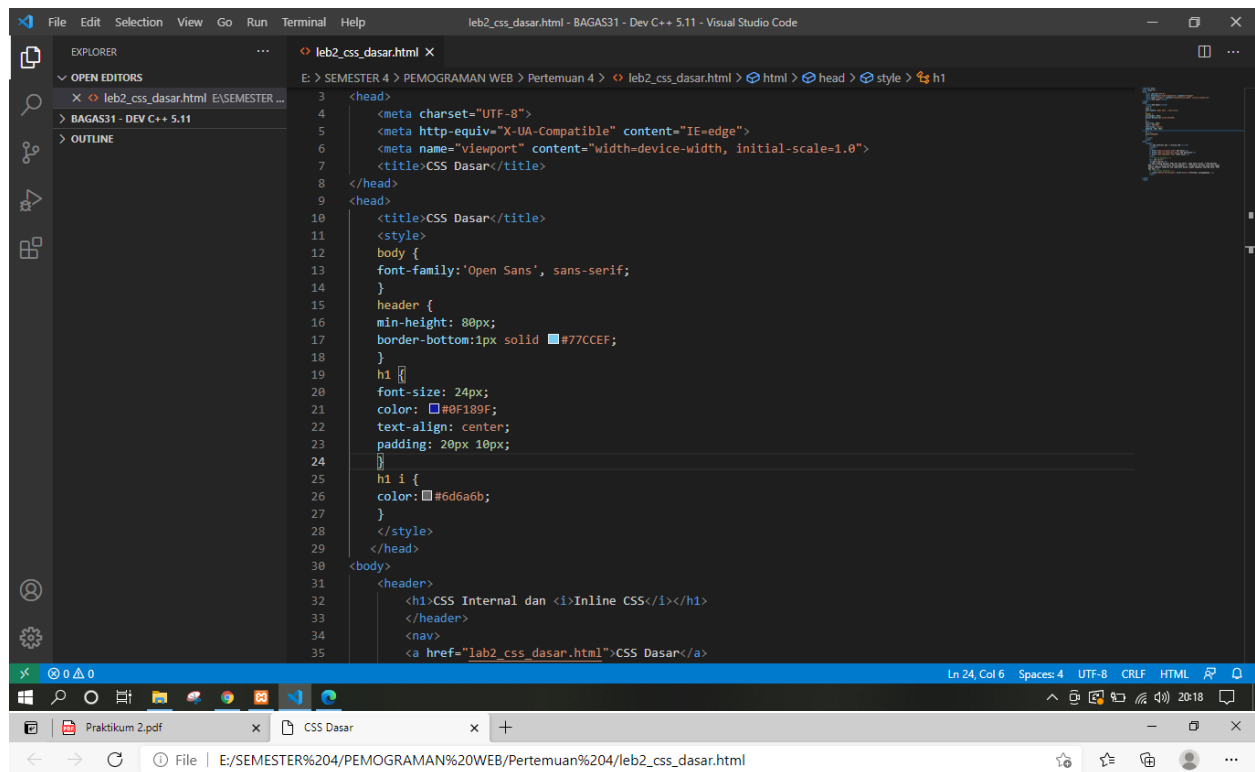 File Edit Selection View Go Run Terminal Help leb2_css_dasar.html - BAGAS31 - Dev C++ 5.11 - Visual Studio Code
EXPLORER
OPEN EDITORS
leb2_css_dasar.html E:\SEMESTER ...
BAGAS31 - DEV C++ 5.11
OUTLINE
leb2_css_dasar.html
E: > SEMESTER 4 > PEMOGRAMAN WEB > Pertemuan 4 > leb2_css_dasar.html > html > head > style > h1
3 <head>
4 <meta charset="UTF-8">
5 <meta http-equiv="X-UA-Compatible" content="IE=edge">
6 <meta name="viewport" content="width=device-width, initial-scale=1.0">
7 <title>CSS Dasar</title>
8 </head>
9 <head>
10 <title>CSS Dasar</title>
11 <style>
12 body {
13 font-family:'Open Sans', sans-serif;
14 }
15 header {
16 min-height: 80px;
17 border-bottom:1px solid #77CCEF;
18 }
19 h1 {
20 font-size: 24px;
21 color: #0F189F;
22 text-align: center;
23 padding: 20px 10px;
24 }
25 h1 i {
26 color:#6d6a6b;
27 }
28 </style>
29 </head>
30 <body>
31 <header>
32 <h1>CSS Internal dan <i>Inline CSS</i></h1>
33 </header>
34 <nav>
35 <a href="lab2_css_dasar.html">CSS Dasar</a>
0 0 Ln 24, Col 6 Spaces: 4 UTF-8 CRLF HTML
20:18
Praktikum 2.pdf CSS Dasar
File E:/SEMESTER%204/PEMOGRAMAN%20WEB/Pertemuan%204/leb2_css_dasar.html